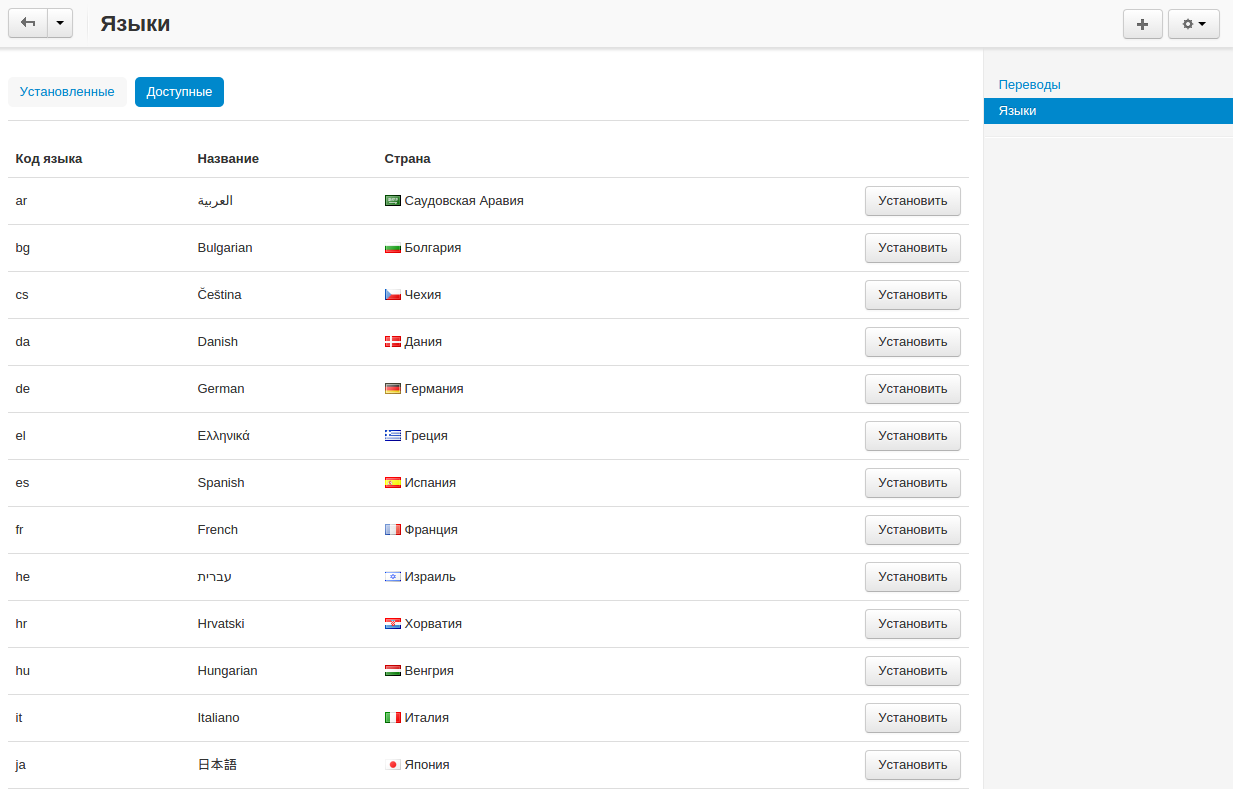 Языки
Установленные Доступные
Переводы
Языки
Код языка Название Страна
ar العربية Саудовская Аравия Установить
bg Bulgarian Болгария Установить
cs Čeština Чехия Установить
da Danish Дания Установить
de German Германия Установить
el Ελληνικά Греция Установить
es Spanish Испания Установить
fr French Франция Установить
he עברית Израиль Установить
hr Hrvatski Хорватия Установить
hu Hungarian Венгрия Установить
it Italiano Италия Установить
ja 日本語 Япония Установить